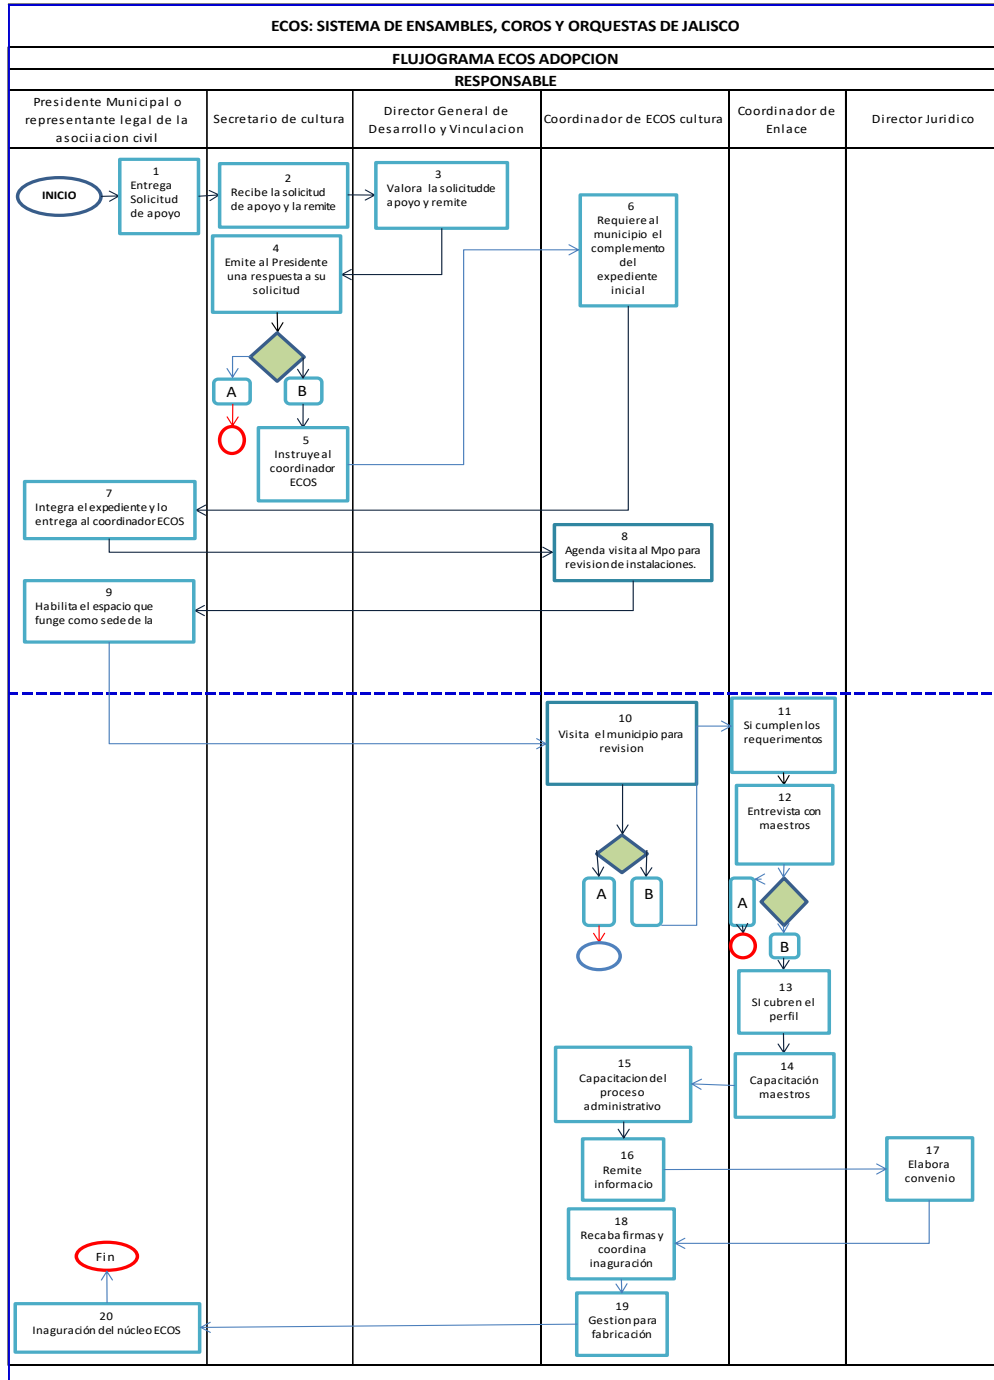 ECOS: SISTEMA DE ENSAMBLES, COROS Y ORQUESTAS DE JALISCO
FLUJOGRAMA ECOS ADOPCION
RESPONSABLE
Presidente Municipal o
representante legal de la
asociiacion civil
Secretario de cultura
Director General de
Desarrollo y Vinculacion
Coordinador de ECOS cultura
Coordinador de
Enlace
Director Juridico
INICIO
1
Entrega
Solicitud
de apoyo
2
Recibe la solicitud
de apoyo y la remite
3
Valora la solicitudde
apoyo y remite
4
Emite al Presidente
una respuesta a su
solicitud
6
Requiere al
municipio el
complemento
del
expediente
inicial
A
B
5
Instruye al
coordinador
ECOS
7
Integra el expediente y lo
entrega al coordinador ECOS
8
Agenda visita al Mpo para
revision de instalaciones.
9
Habilita el espacio que
funge como sede de la
10
Visita el municipio para
revision
11
Si cumplen los
requerimentos
12
Entrevista con
maestros
A
B
A
B
13
SI cubren el
perfil
14
Capacitación
maestros
15
Capacitacion del
proceso
administrativo
16
Remite
informacio
17
Elabora
convenio
18
Recaba firmas y
coordina
inaguración
Fin
19
Gestion para
fabricación
20
Inaguración del núcleo ECOS